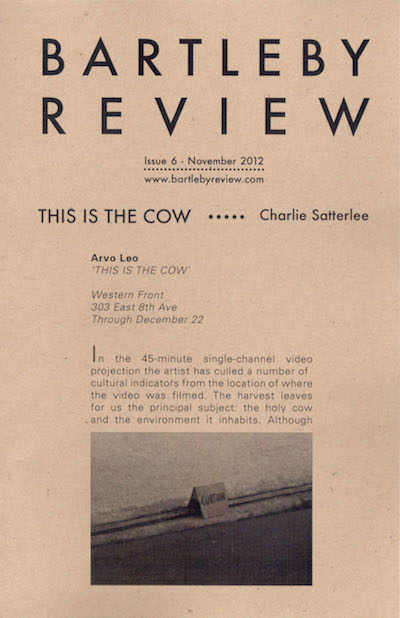 BARTLEBY
REVIEW
Issue 6 - November 2012
www.bartlebyreview.com
THIS IS THE COW ••••• Charlie Satterlee
Arvo Leo
'THIS IS THE COW'
Western Front
303 East 8th Ave
Through December 22
In the 45-minute single-channel video
projection the artist has culled a number of
cultural indicators from the location of where
the video was filmed. The harvest leaves
for us the principal subject: the holy cow
and the environment it inhabits. Although
CURTAIN